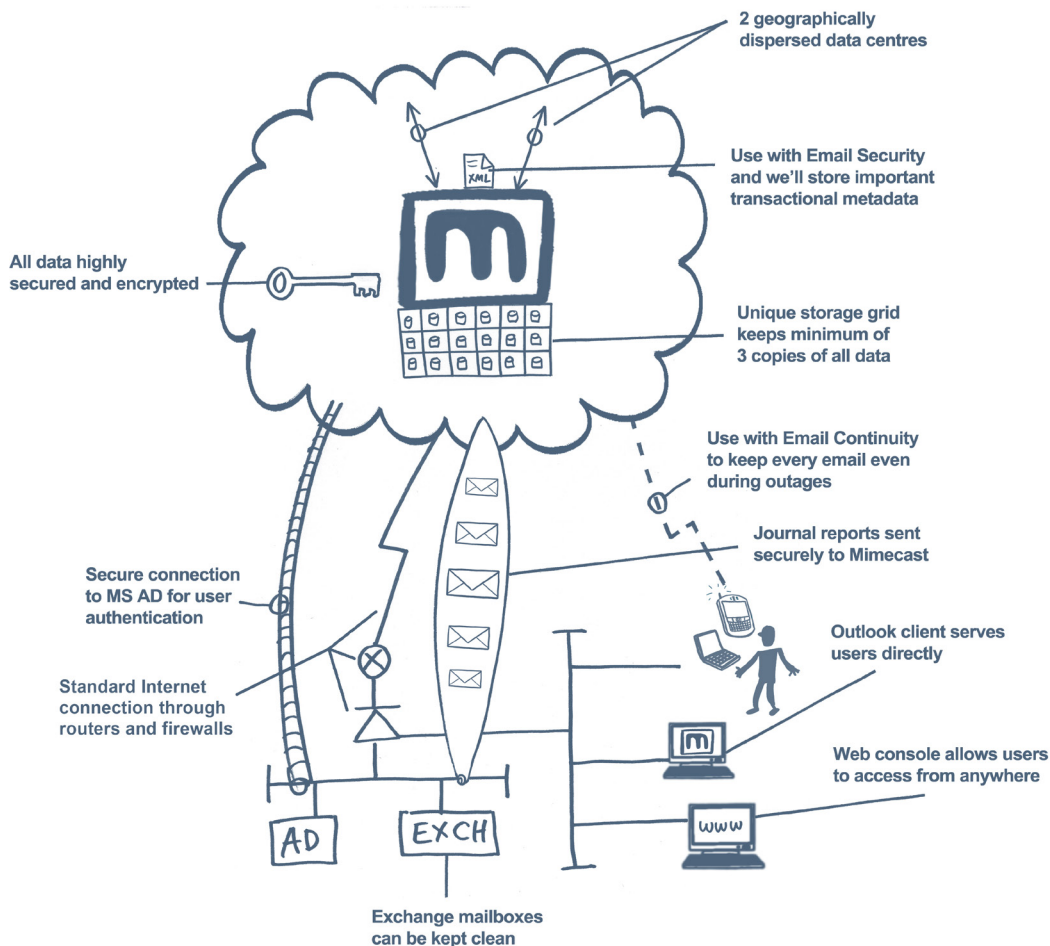 2 geographically
dispersed data centres
Use with Email Security
and we'll store important
transactional metadata
XML
m
All data highly
secured and encrypted
Unique storage grid
keeps minimum of
3 copies of all data
Use with Email Continuity
to keep every email even
during outages
Journal reports sent
securely to Mimecast
Secure connection
to MS AD for user
authentication
Outlook client serves
users directly
Standard Internet
connection through
routers and firewalls
m
Web console allows users
to access from anywhere
www
AD
EXCH
Exchange mailboxes
can be kept clean